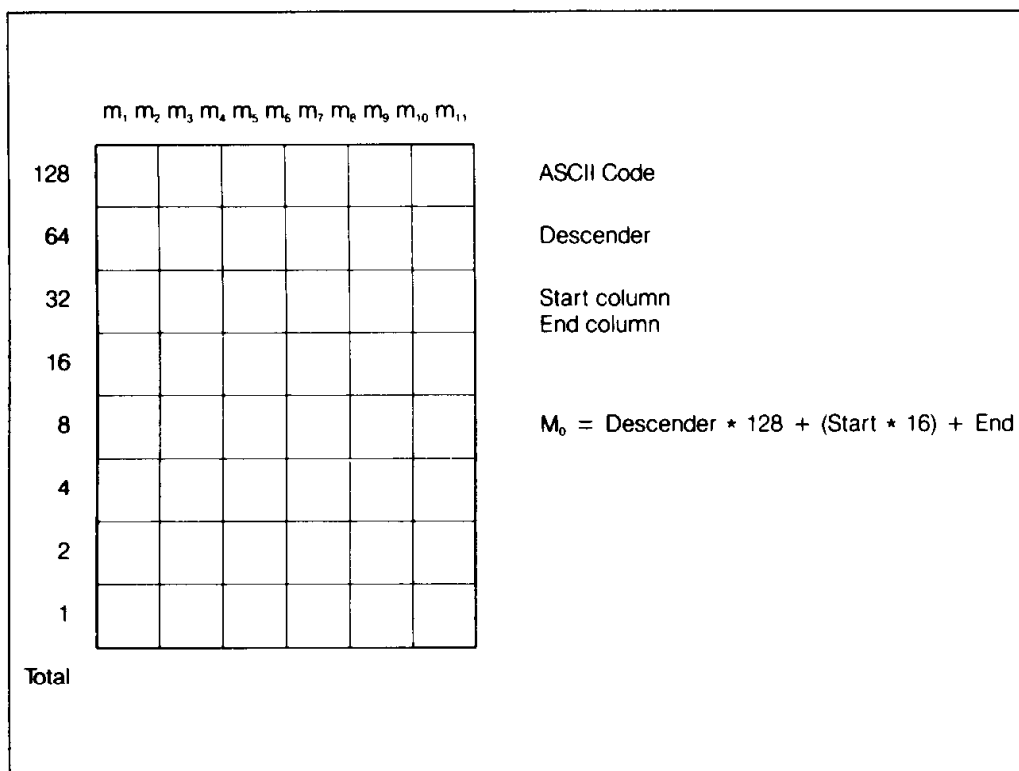 m₁ m₂ m₃ m₄ m₅ m₆ m₇ m₈ m₉ m₁₀ m₁₁
128 ASCII Code
64 Descender
32 Start column
End column
16
8 M₀ = Descender * 128 + (Start * 16) + End
4
2
1
Total